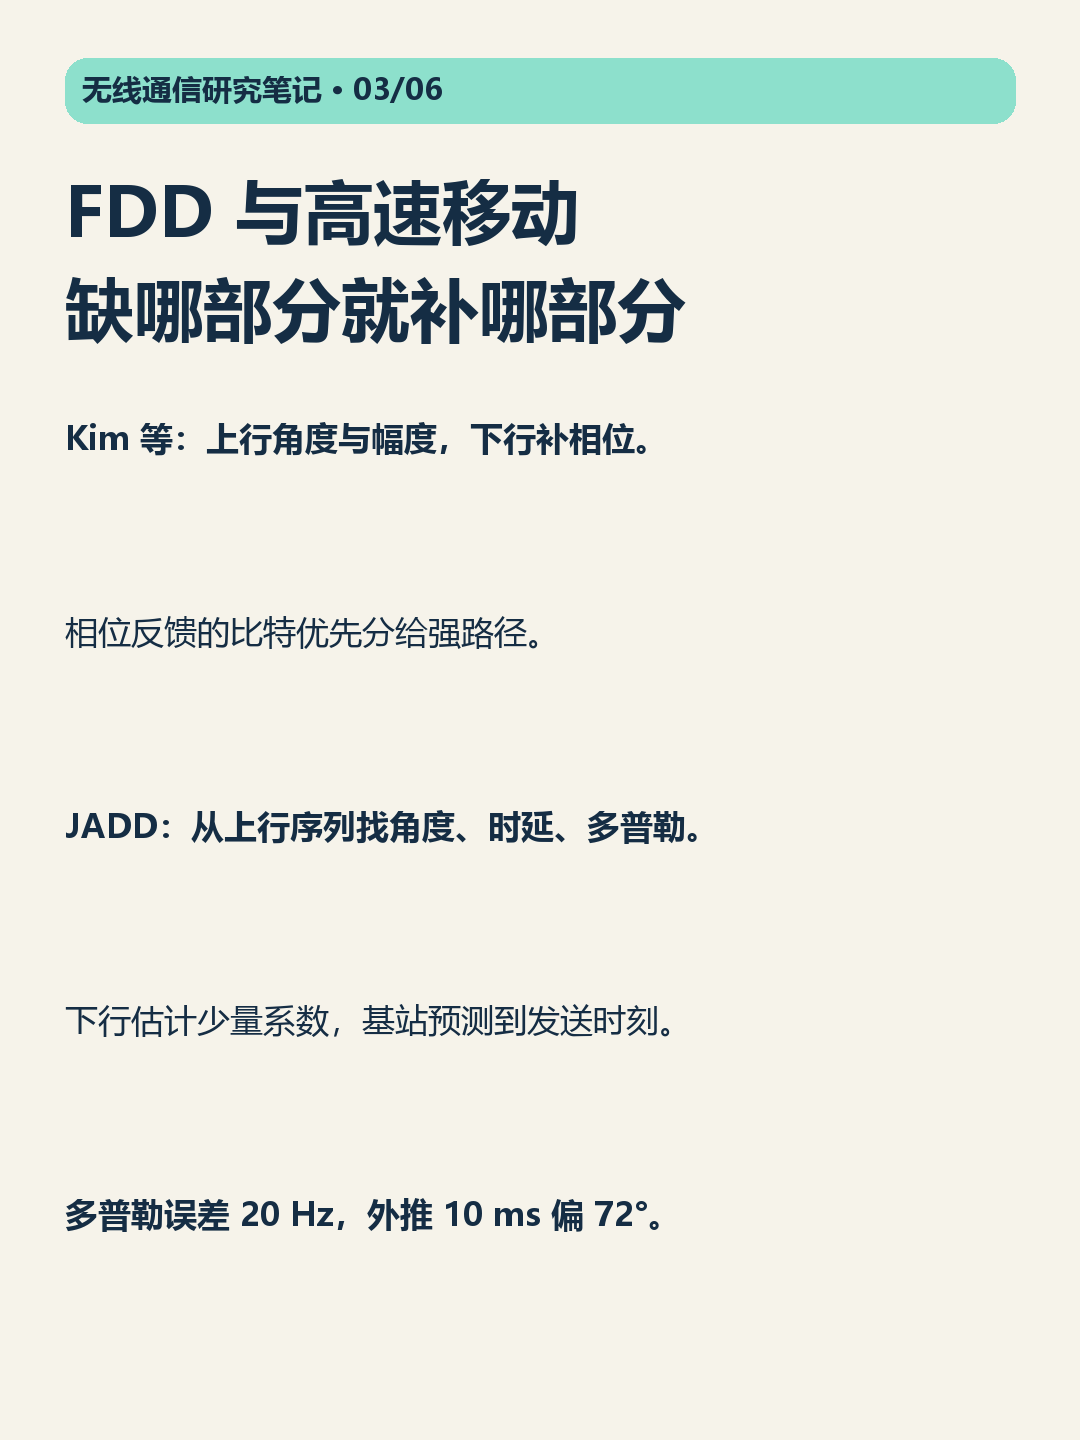 无线通信研究笔记 • 03/06
FDD 与高速移动
缺哪部分就补哪部分
Kim 等：上行角度与幅度，下行补相位。
相位反馈的比特优先分给强路径。
JADD：从上行序列找角度、时延、多普勒。
下行估计少量系数，基站预测到发送时刻。
多普勒误差 20 Hz，外推 10 ms 偏 72°。